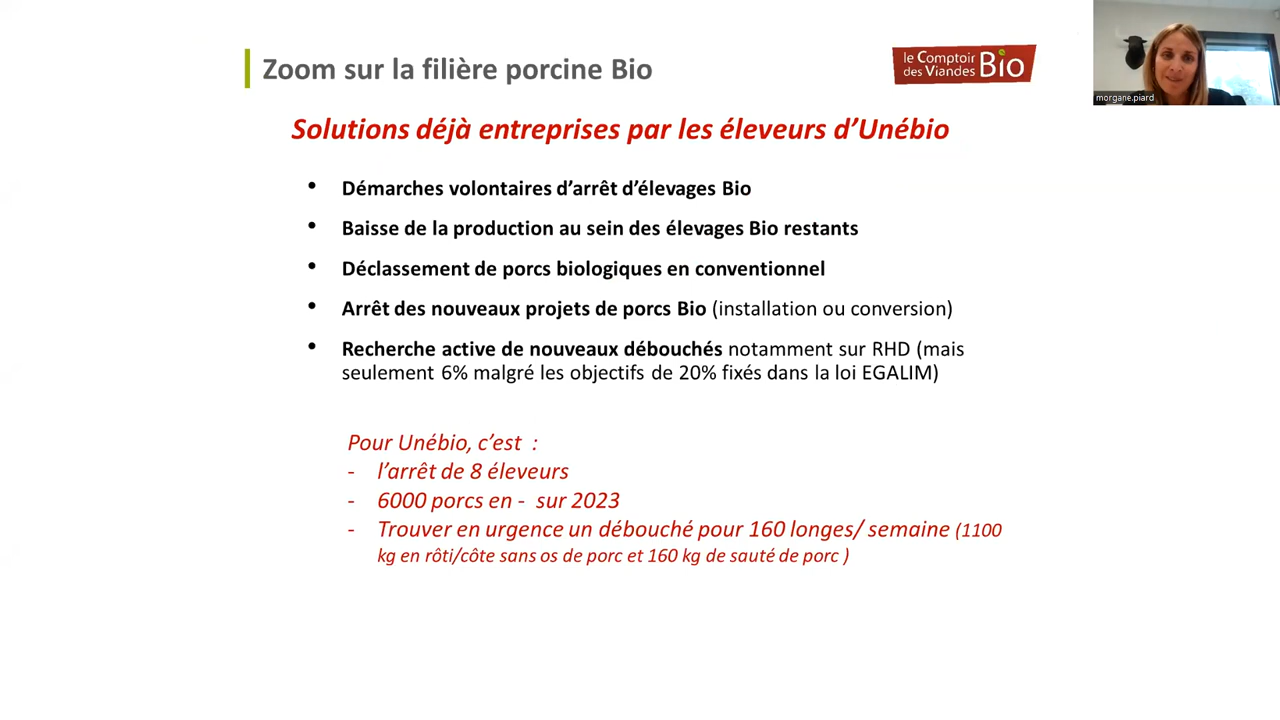 Zoom sur la filière porcine Bio
le Comptoir
des Viandes Bio
morgane.piard
Solutions déjà entreprises par les éleveurs d’Unébio
• Démarches volontaires d’arrêt d’élevages Bio
• Baisse de la production au sein des élevages Bio restants
• Déclassement de porcs biologiques en conventionnel
• Arrêt des nouveaux projets de porcs Bio (installation ou conversion)
• Recherche active de nouveaux débouchés notamment sur RHD (mais
seulement 6% malgré les objectifs de 20% fixés dans la loi EGALIM)
Pour Unébio, c’est :
- l’arrêt de 8 éleveurs
- 6000 porcs en - sur 2023
- Trouver en urgence un débouché pour 160 longes/ semaine (1100
kg en rôti/côte sans os de porc et 160 kg de sauté de porc )